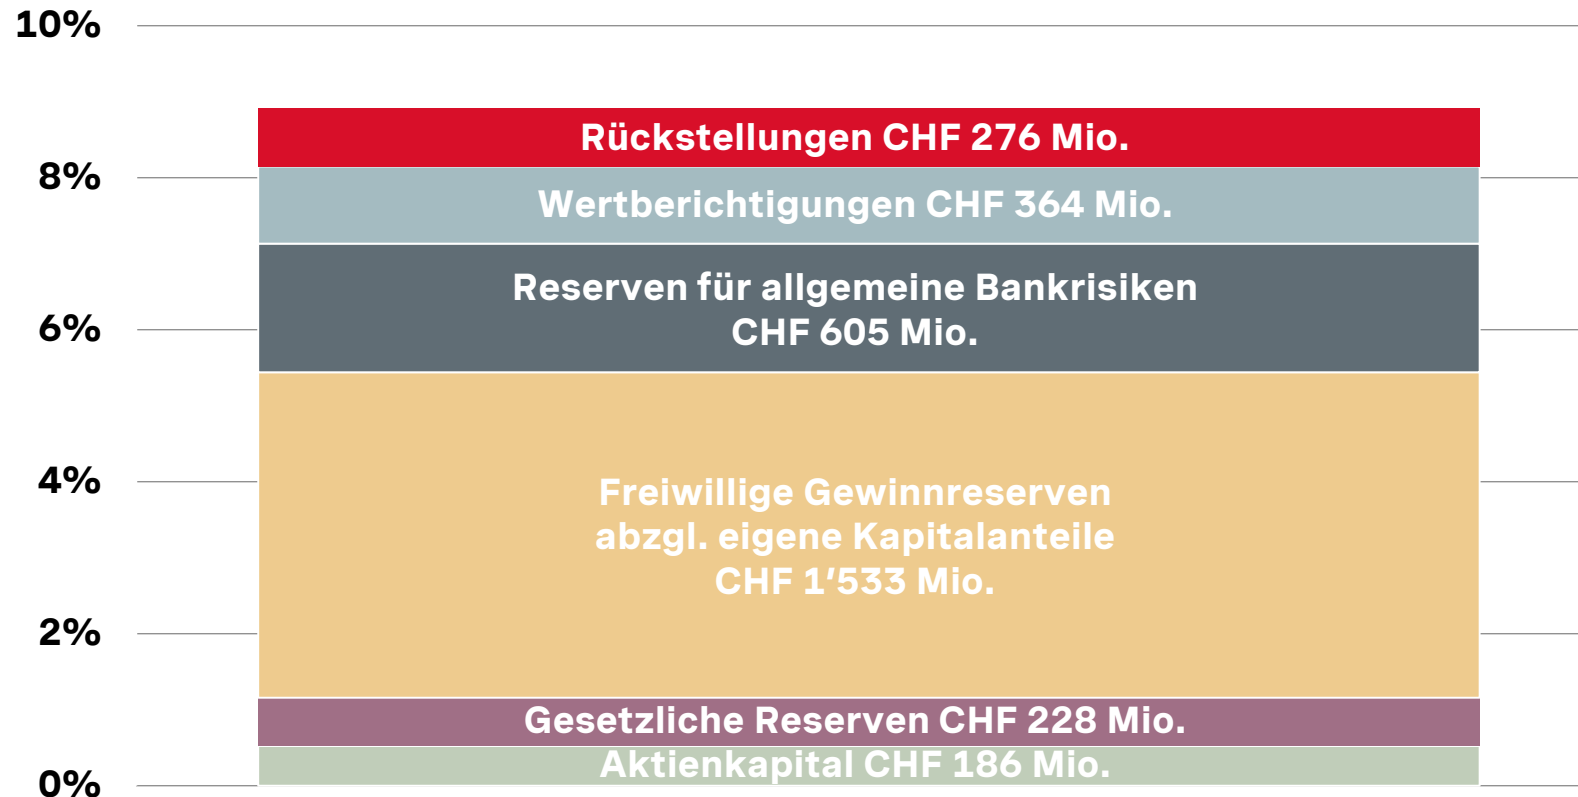 10%
Rückstellungen CHF 276 Mio.
8%
Wertberichtigungen CHF 364 Mio.
Reserven für allgemeine Bankrisiken
6%
CHF 605 Mio.
4%
Freiwillige Gewinnreserven
abzgl. eigene Kapitalanteile
CHF 1’533 Mio.
2%
Gesetzliche Reserven CHF 228 Mio.
Aktienkapital CHF 186 Mio.
0%